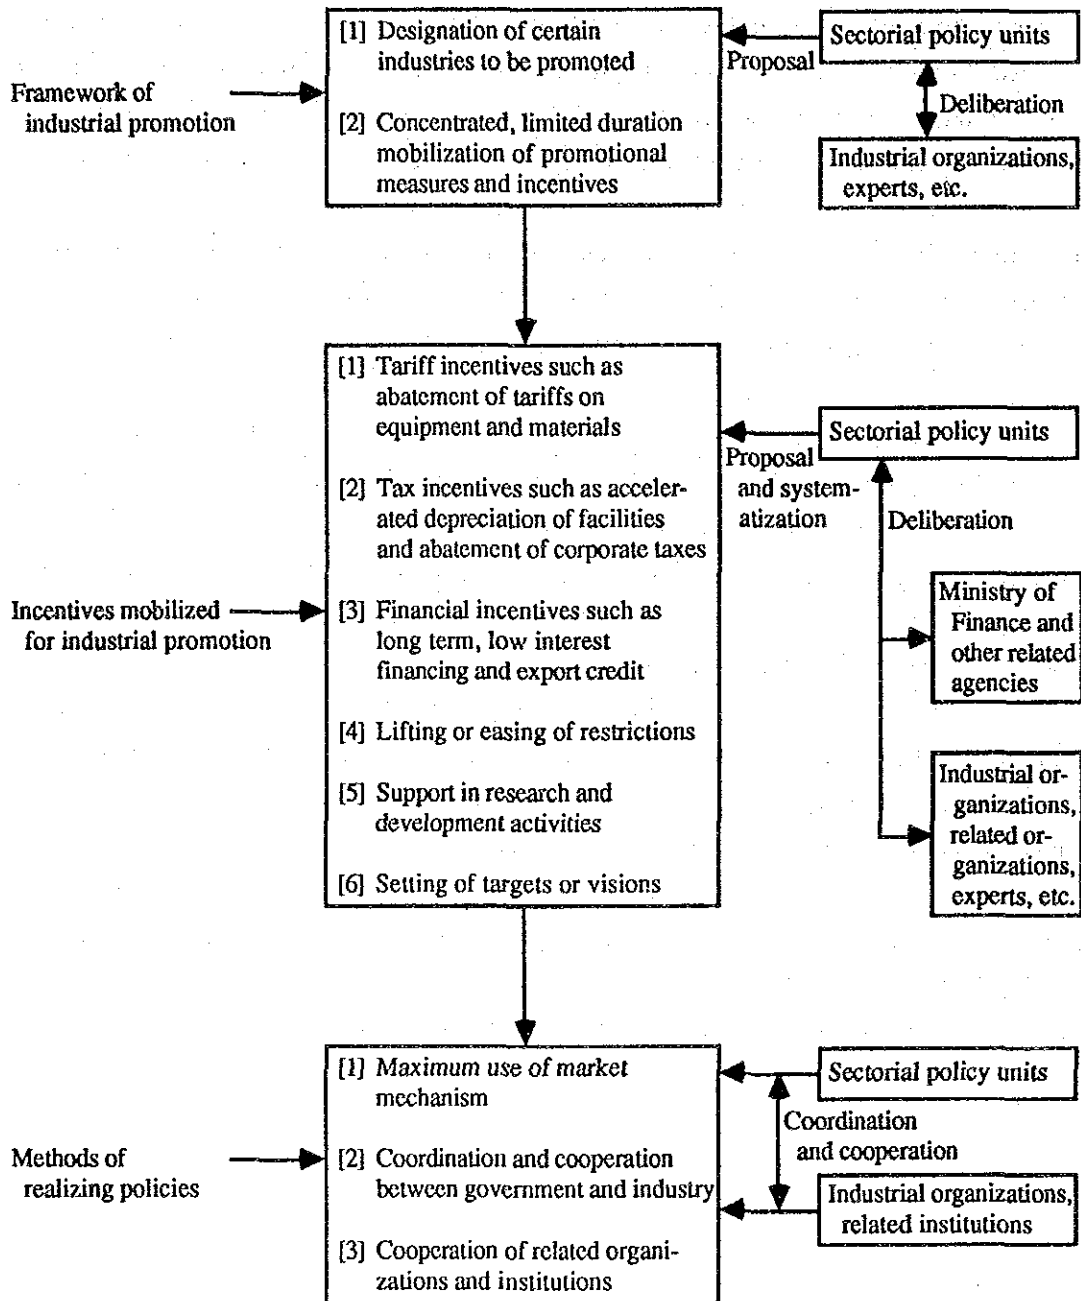 [1] Designation of certain
industries to be promoted
[2] Concentrated, limited duration
mobilization of promotional
measures and incentives
Framework of
industrial promotion
Proposal
Sectorial policy units
Deliberation
Industrial organizations,
experts, etc.
[1] Tariff incentives such as
abatement of tariffs on
equipment and materials
[2] Tax incentives such as acceler-
ated depreciation of facilities
and abatement of corporate taxes
[3] Financial incentives such as
long term, low interest
financing and export credit
[4] Lifting or easing of restrictions
[5] Support in research and
development activities
[6] Setting of targets or visions
Incentives mobilized
for industrial promotion
Proposal
and system-
atization
Sectorial policy units
Deliberation
Ministry of
Finance and
other related
agencies
Industrial or-
ganizations,
related or-
ganizations,
experts, etc.
[1] Maximum use of market
mechanism
[2] Coordination and cooperation
between government and industry
[3] Cooperation of related organi-
zations and institutions
Methods of
realizing policies
Sectorial policy units
Coordination
and cooperation
Industrial organizations,
related institutions